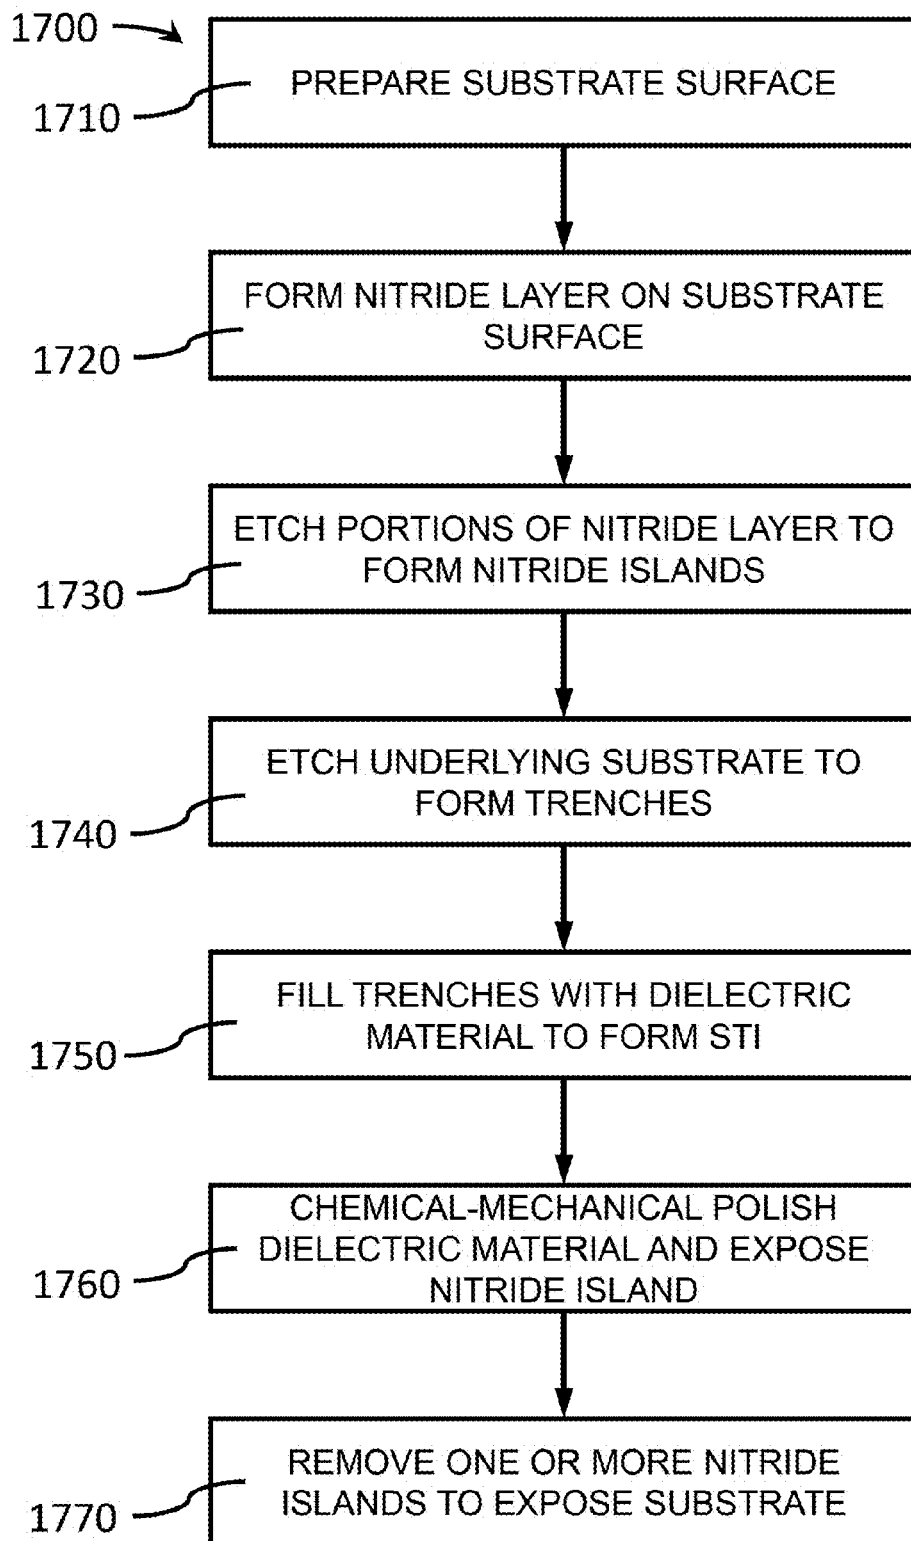 1700
PREPARE SUBSTRATE SURFACE
1710
FORM NITRIDE LAYER ON SUBSTRATE
SURFACE
1720
ETCH PORTIONS OF NITRIDE LAYER TO
FORM NITRIDE ISLANDS
1730
ETCH UNDERLYING SUBSTRATE TO
FORM TRENCHES
1740
FILL TRENCHES WITH DIELECTRIC
MATERIAL TO FORM STI
1750
CHEMICAL-MECHANICAL POLISH
DIELECTRIC MATERIAL AND EXPOSE
NITRIDE ISLAND
1760
REMOVE ONE OR MORE NITRIDE
ISLANDS TO EXPOSE SUBSTRATE
1770